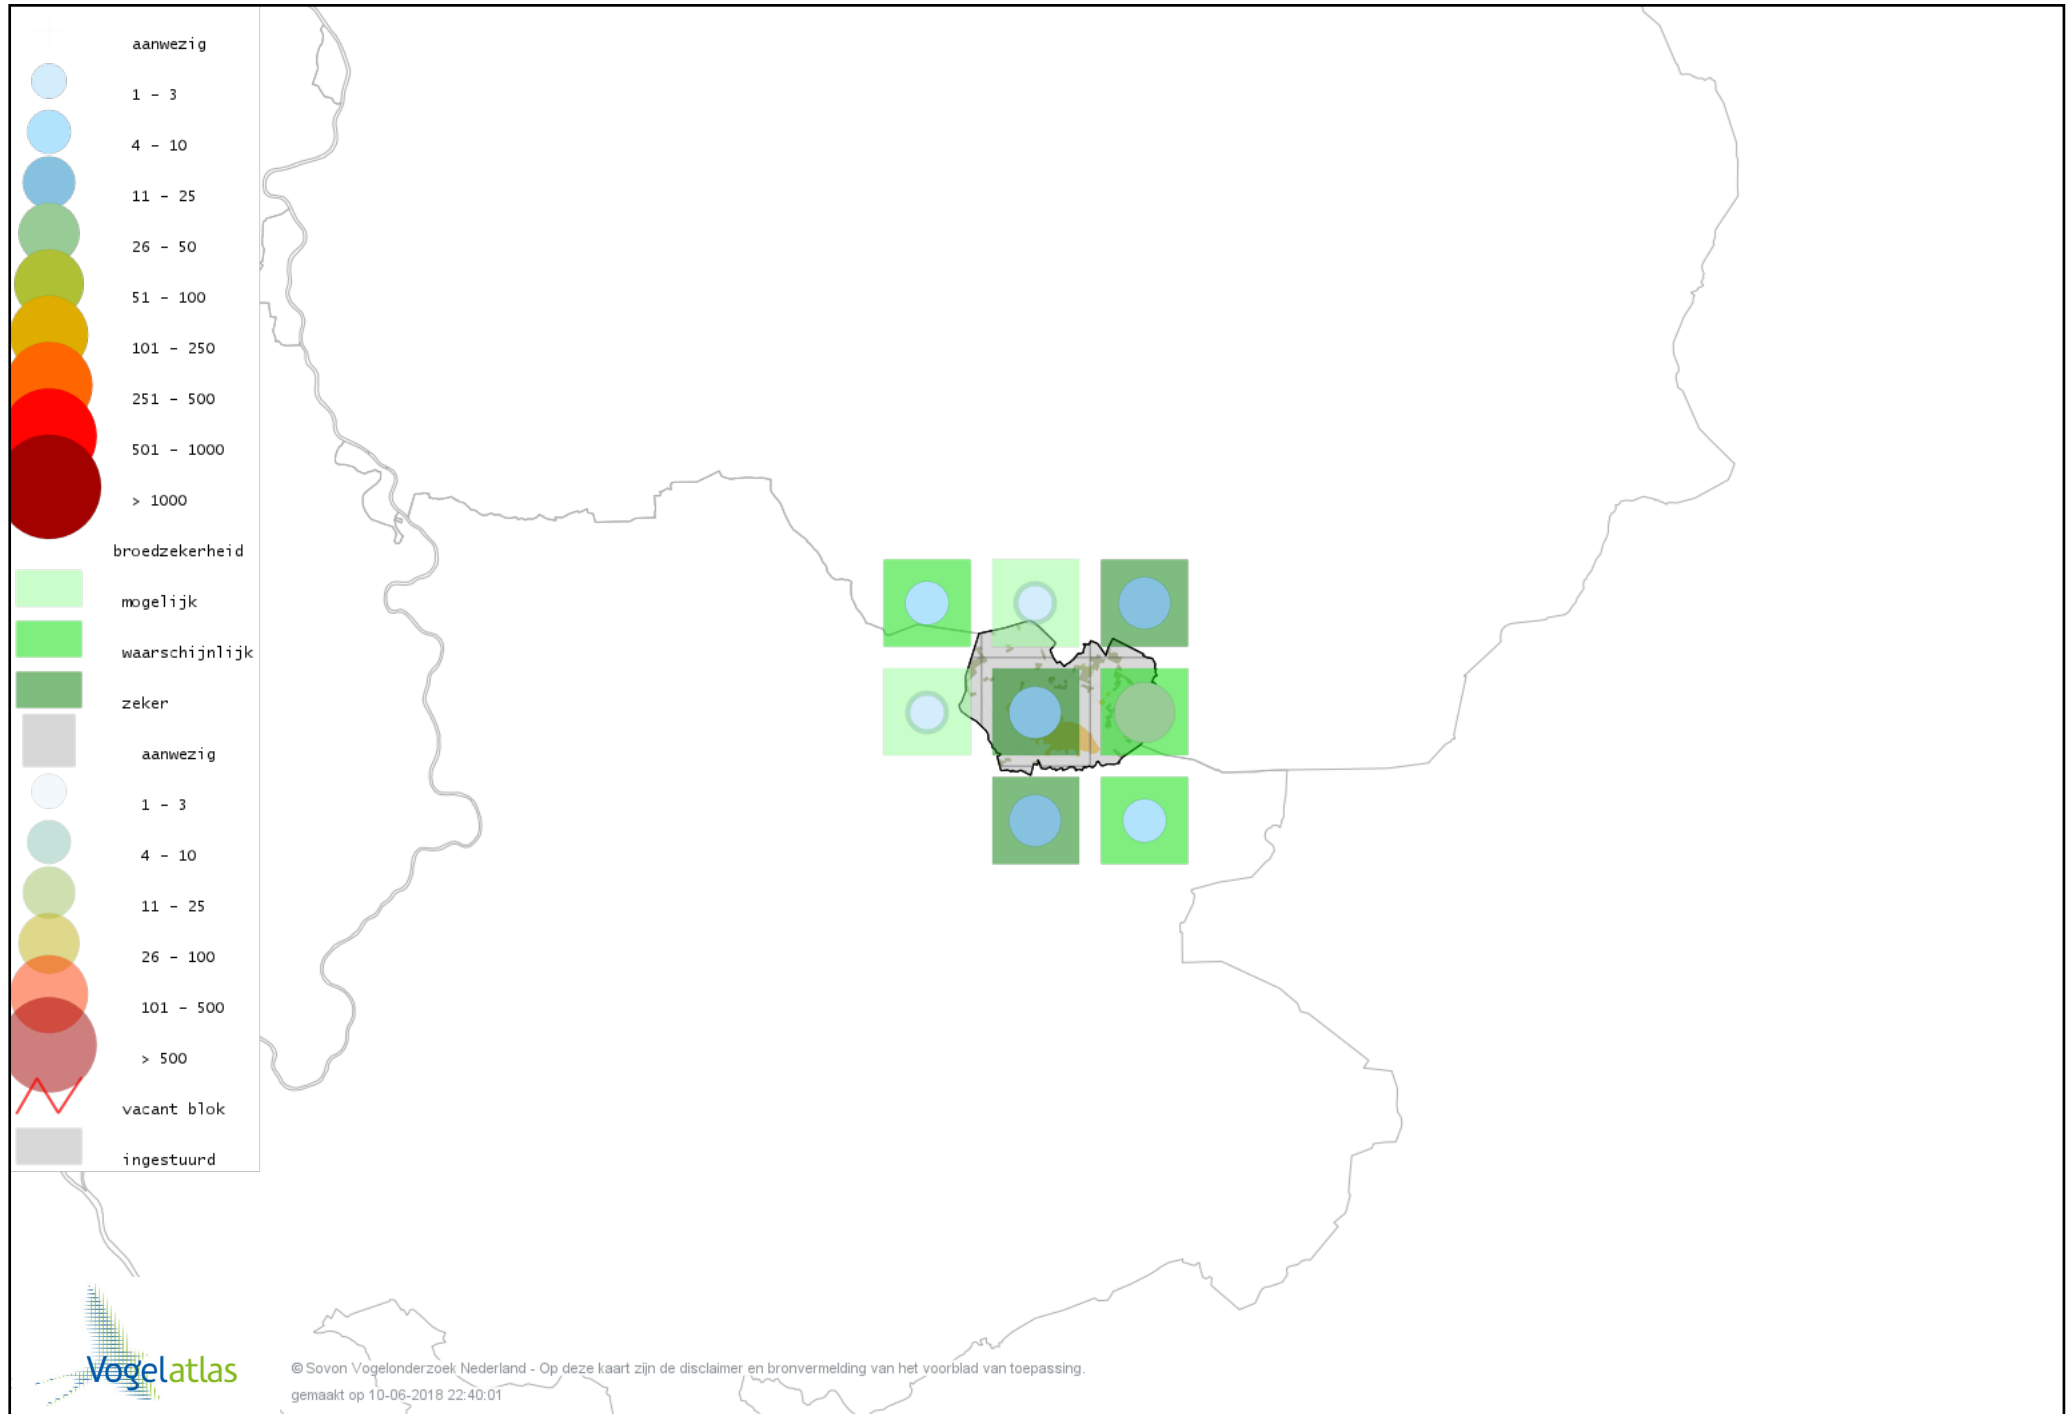 aanwezig
1 - 3
4 - 10
11 - 25
26 - 50
51 - 100
101 - 250
251 - 500
501 - 1000
> 1000
broedzekerheid
mogelijk
waarschijnlijk
zeker
aanwezig
1 - 3
4 - 10
11 - 25
26 - 100
101 - 500
> 500
vacant blok
ingestuurd
Vogelatlas
© Sovon Vogelonderzoek Nederland - Op deze kaart zijn de disclaimer en bronvermelding van het voorblad van toepassing.
gemaakt op 10-06-2018 22:40:01